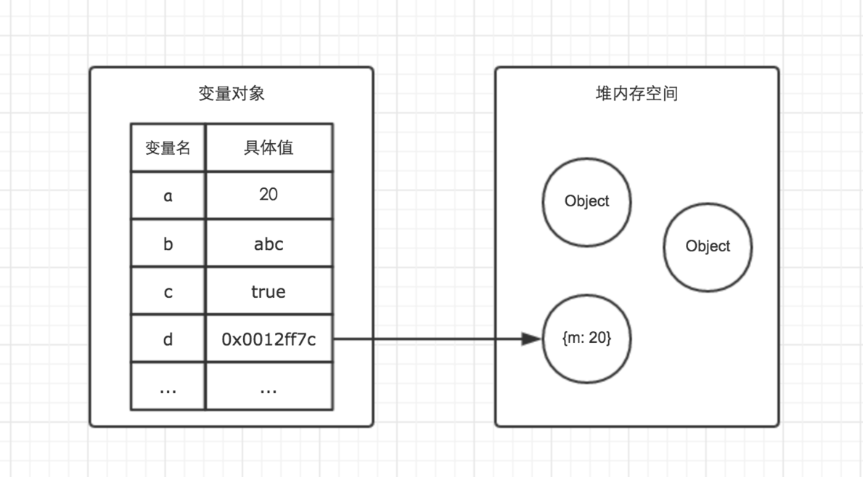 变量对象
变量名 具体值
a 20
b abc
c true
d 0x0012ff7c
... ...
堆内存空间
Object
Object
{m: 20}